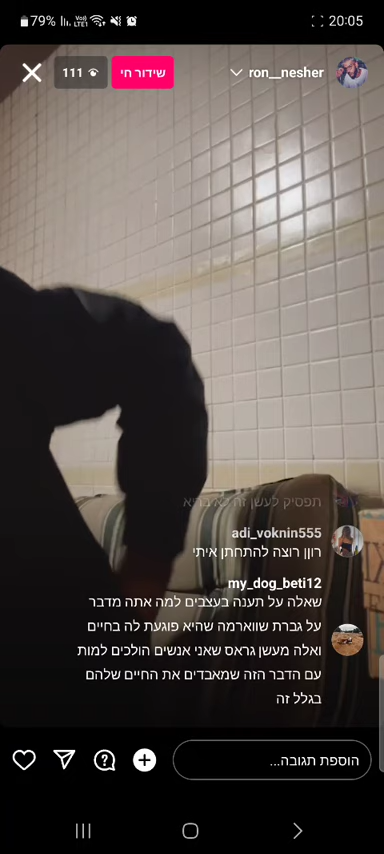 79%
20:05
ron__nesher
שידור חי
111
תפסיק לעשן זה לא בריא
adi_voknin555
רוןן רוצה להתחתן איתי
my_dog_beti12
שאלה על תענה בעצבים למה אתה מדבר
על גברת שווארמה שהיא פוגעת לה בחיים
ואלה מעשן גראס שאני אנשים הולכים למות
עם הדבר הזה שמאבדים את החיים שלהם
בגלל זה
הוספת תגובה...